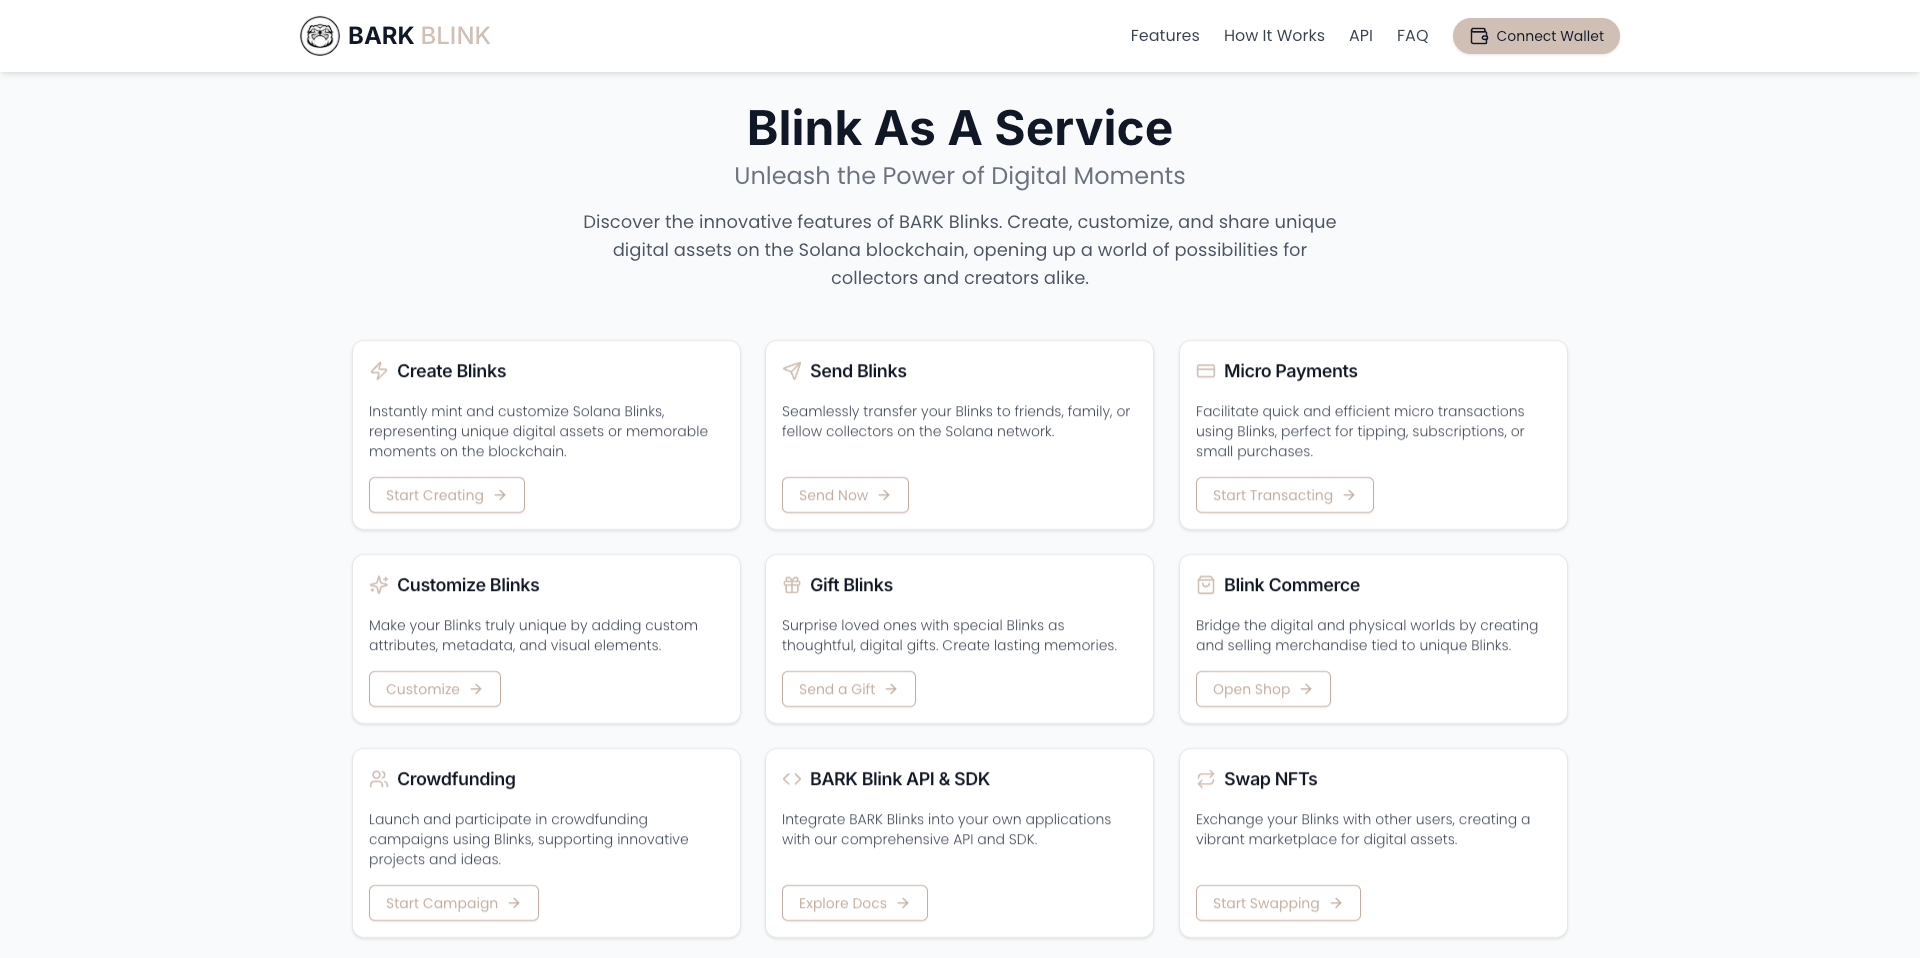 BARK BLINK
Features
How It Works
API
FAQ
Connect Wallet
Blink As A Service
Unleash the Power of Digital Moments
Discover the innovative features of BARK Blinks. Create, customize, and share unique
digital assets on the Solana blockchain, opening up a world of possibilities for
collectors and creators alike.
Create Blinks
Instantly mint and customize Solana Blinks,
representing unique digital assets or memorable
moments on the blockchain.
Start Creating
Send Blinks
Seamlessly transfer your Blinks to friends, family, or
fellow collectors on the Solana network.
Send Now
Micro Payments
Facilitate quick and efficient micro transactions
using Blinks, perfect for tipping, subscriptions, or
small purchases.
Start Transacting
Customize Blinks
Make your Blinks truly unique by adding custom
attributes, metadata, and visual elements.
Customize
Gift Blinks
Surprise loved ones with special Blinks as
thoughtful, digital gifts. Create lasting memories.
Send a Gift
Blink Commerce
Bridge the digital and physical worlds by creating
and selling merchandise tied to unique Blinks.
Open Shop
Crowdfunding
Launch and participate in crowdfunding
campaigns using Blinks, supporting innovative
projects and ideas.
Start Campaign
BARK Blink API & SDK
Integrate BARK Blinks into your own applications
with our comprehensive API and SDK.
Explore Docs
Swap NFTs
Exchange your Blinks with other users, creating a
vibrant marketplace for digital assets.
Start Swapping